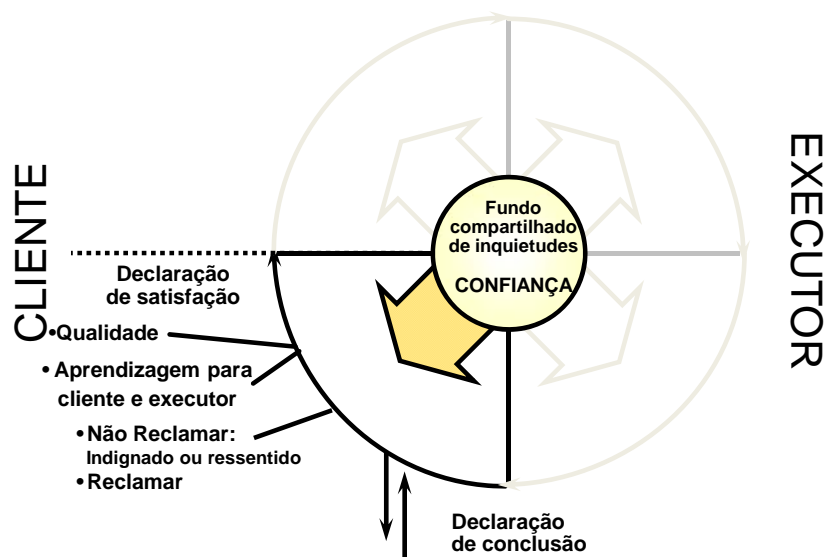 CLIENTE
EXECUTOR
Fundo
compartilhado
de inquietudes
CONFIANÇA
Declaração
de satisfação
•Qualidade
• Aprendizagem para
cliente e executor
•Não Reclamar:
Indignado ou ressentido
•Reclamar
Declaração
de conclusão